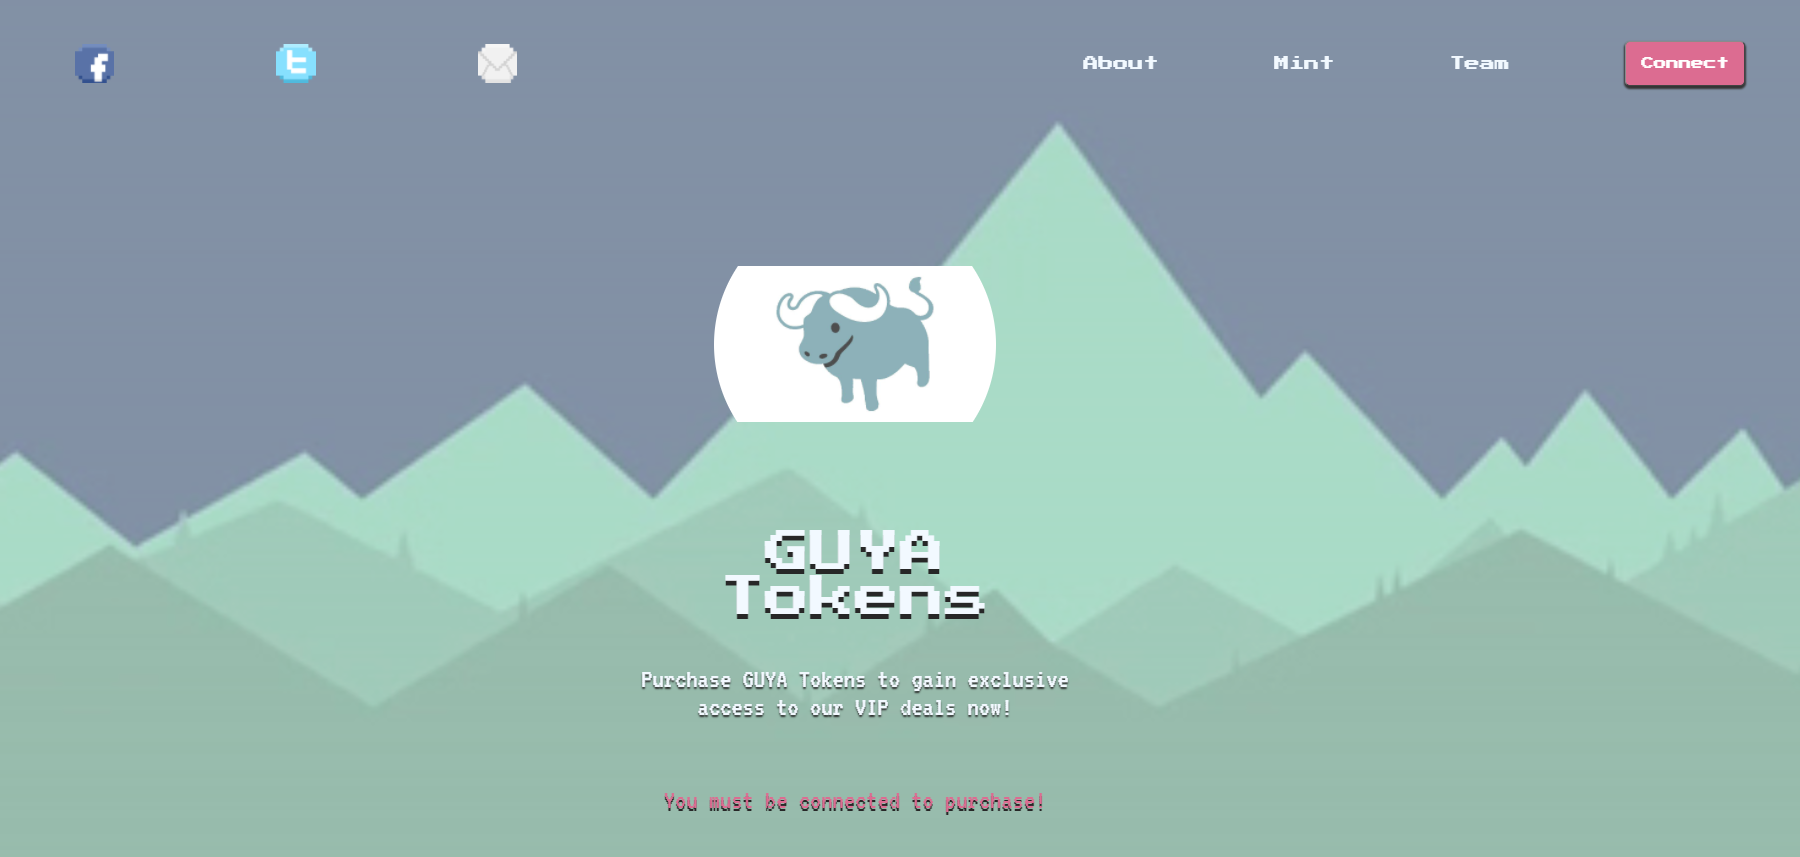 About
Mint
Team
Connect
GUYA
Tokens
Purchase GUYA Tokens to gain exclusive
access to our VIP deals now!
You must be connected to purchase!